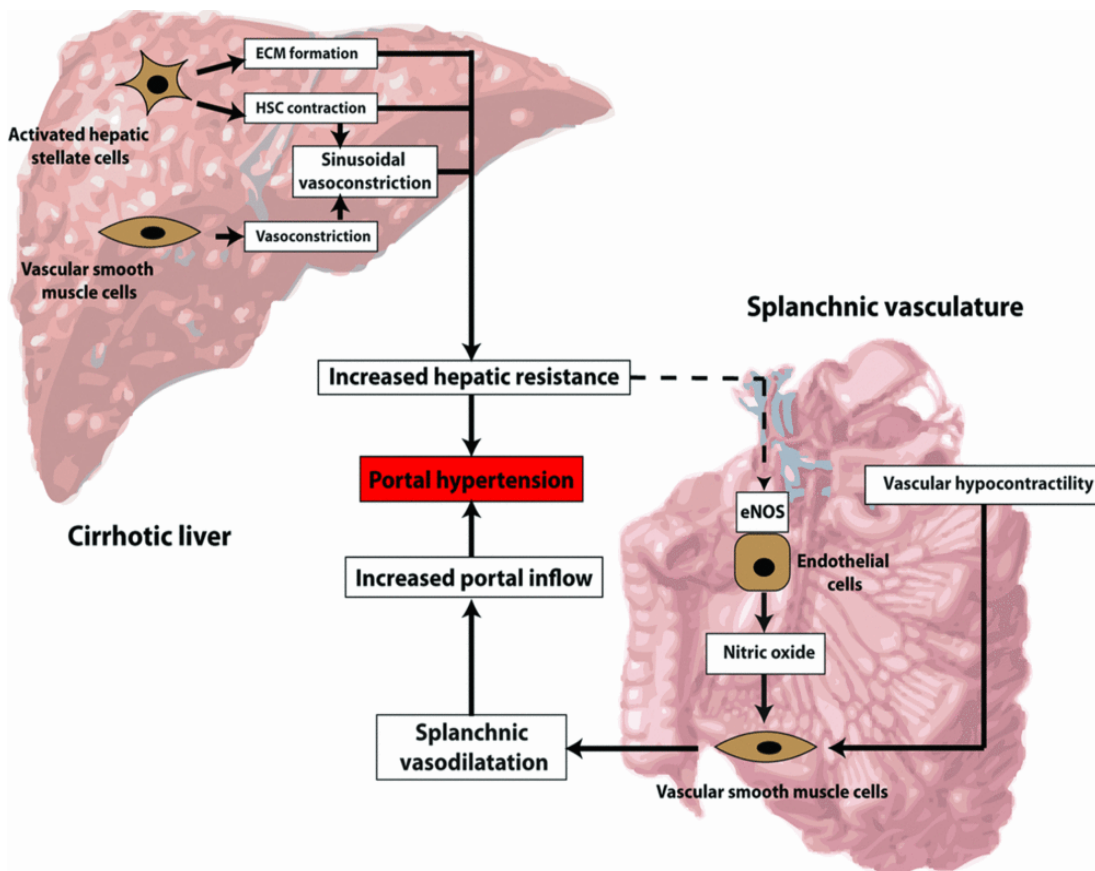 ECM formation
HSC contraction
Activated hepatic
stellate cells
Sinusoidal
vasoconstriction
Vasoconstriction
Vascular smooth
muscle cells
Splanchnic vasculature
Increased hepatic resistance
Portal hypertension
Vascular hypocontractility
eNOS
Cirrhotic liver
Endothelial
cells
Increased portal inflow
Nitric oxide
Splanchnic
vasodilatation
Vascular smooth muscle cells